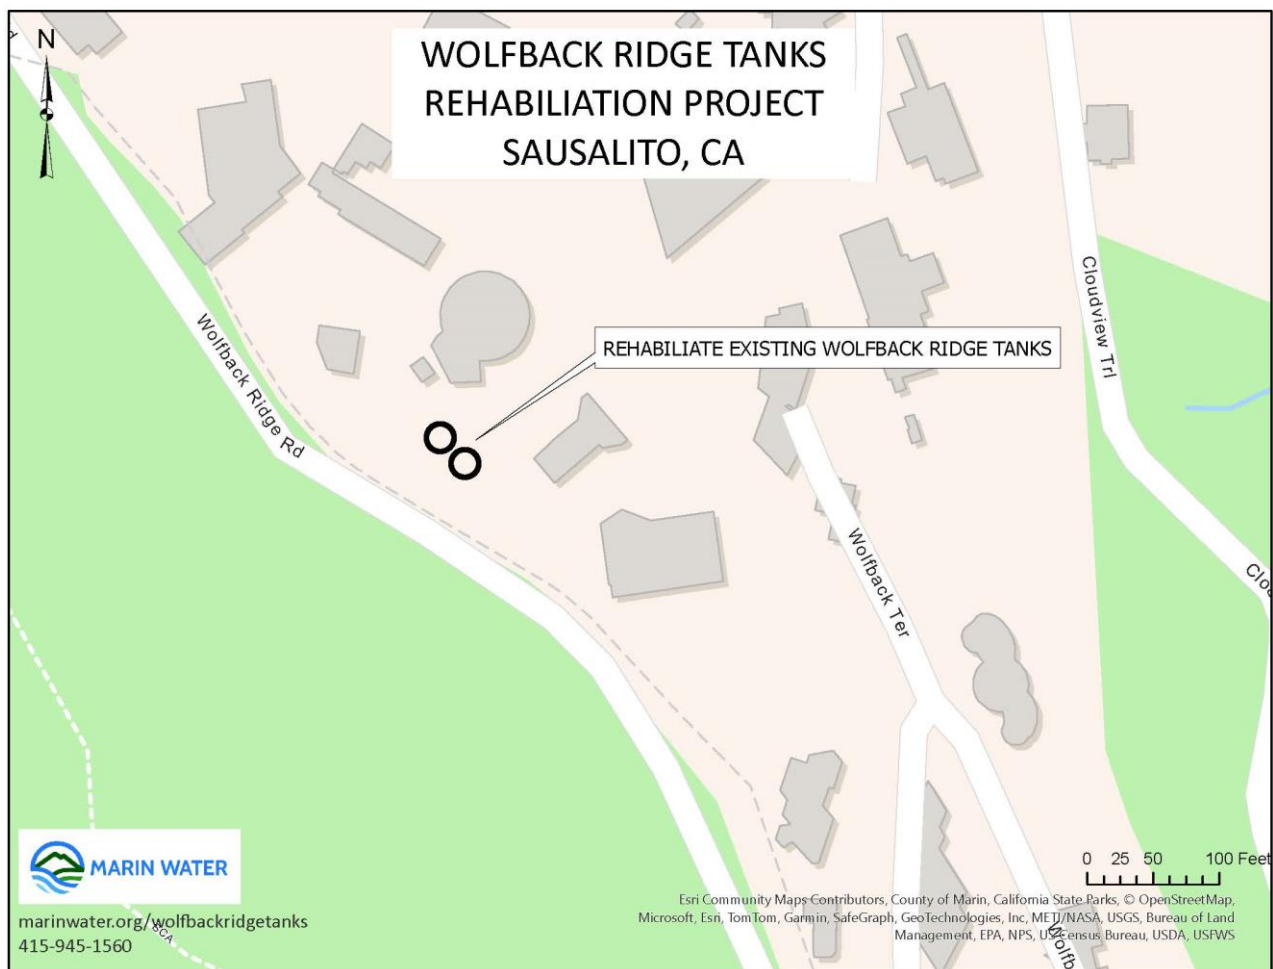 N
WOLFBACK RIDGE TANKS
REHABILIATION PROJECT
SAUSALITO, CA
Cloudview Trl
Wolfback Ridge Rd
REHABILIATE EXISTING WOLFBACK RIDGE TANKS
Wolfback Ter
Clou
MARIN WATER
marinwater.org/wolfbackridgetanks
415-945-1560
SCA
0 25 50 100 Feet
Esri Community Maps Contributors, County of Marin, California State Parks, © OpenStreetMap,
Microsoft, Esri, TomTom, Garmin, SafeGraph, GeoTechnologies, Inc, METI/NASA, USGS, Bureau of Land
Management, EPA, NPS, US Census Bureau, USDA, USFWS
Wolfb